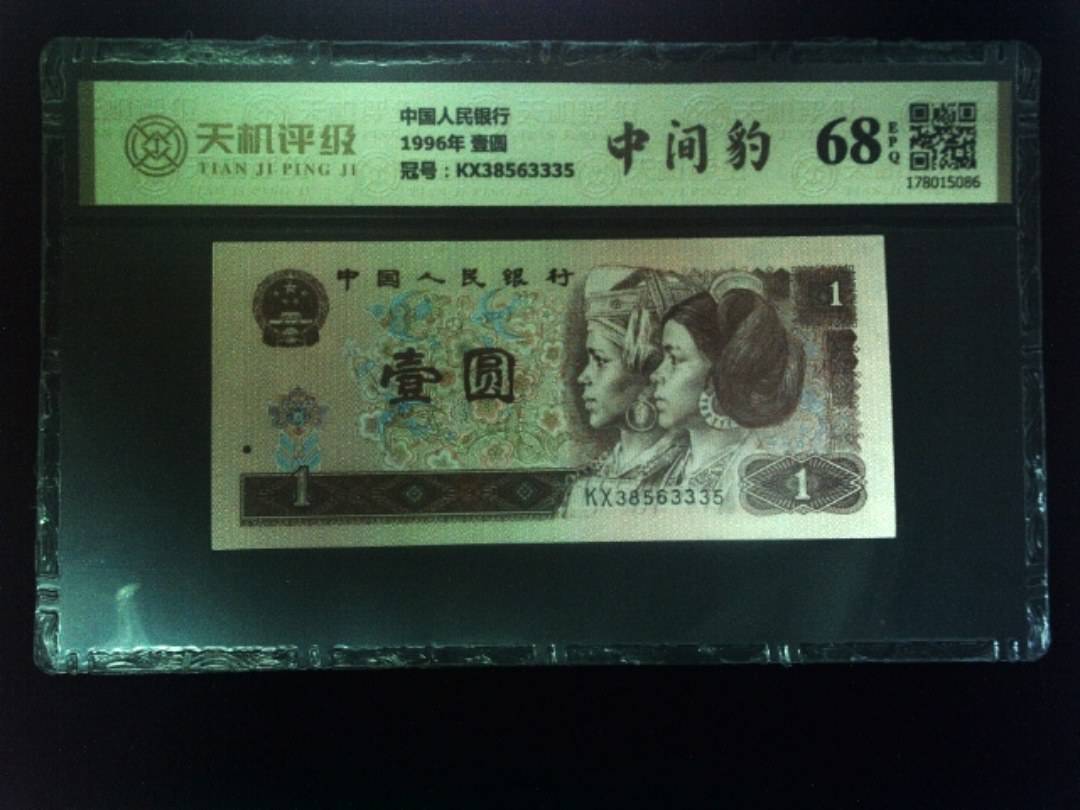 天机评级
TIAN JI PING JI
中国人民银行
1996年 壹圆
冠号：KX38563335
中间豹
68
EPQ
178015086
中国人民银行
壹圆
1
1
KX38563335
1